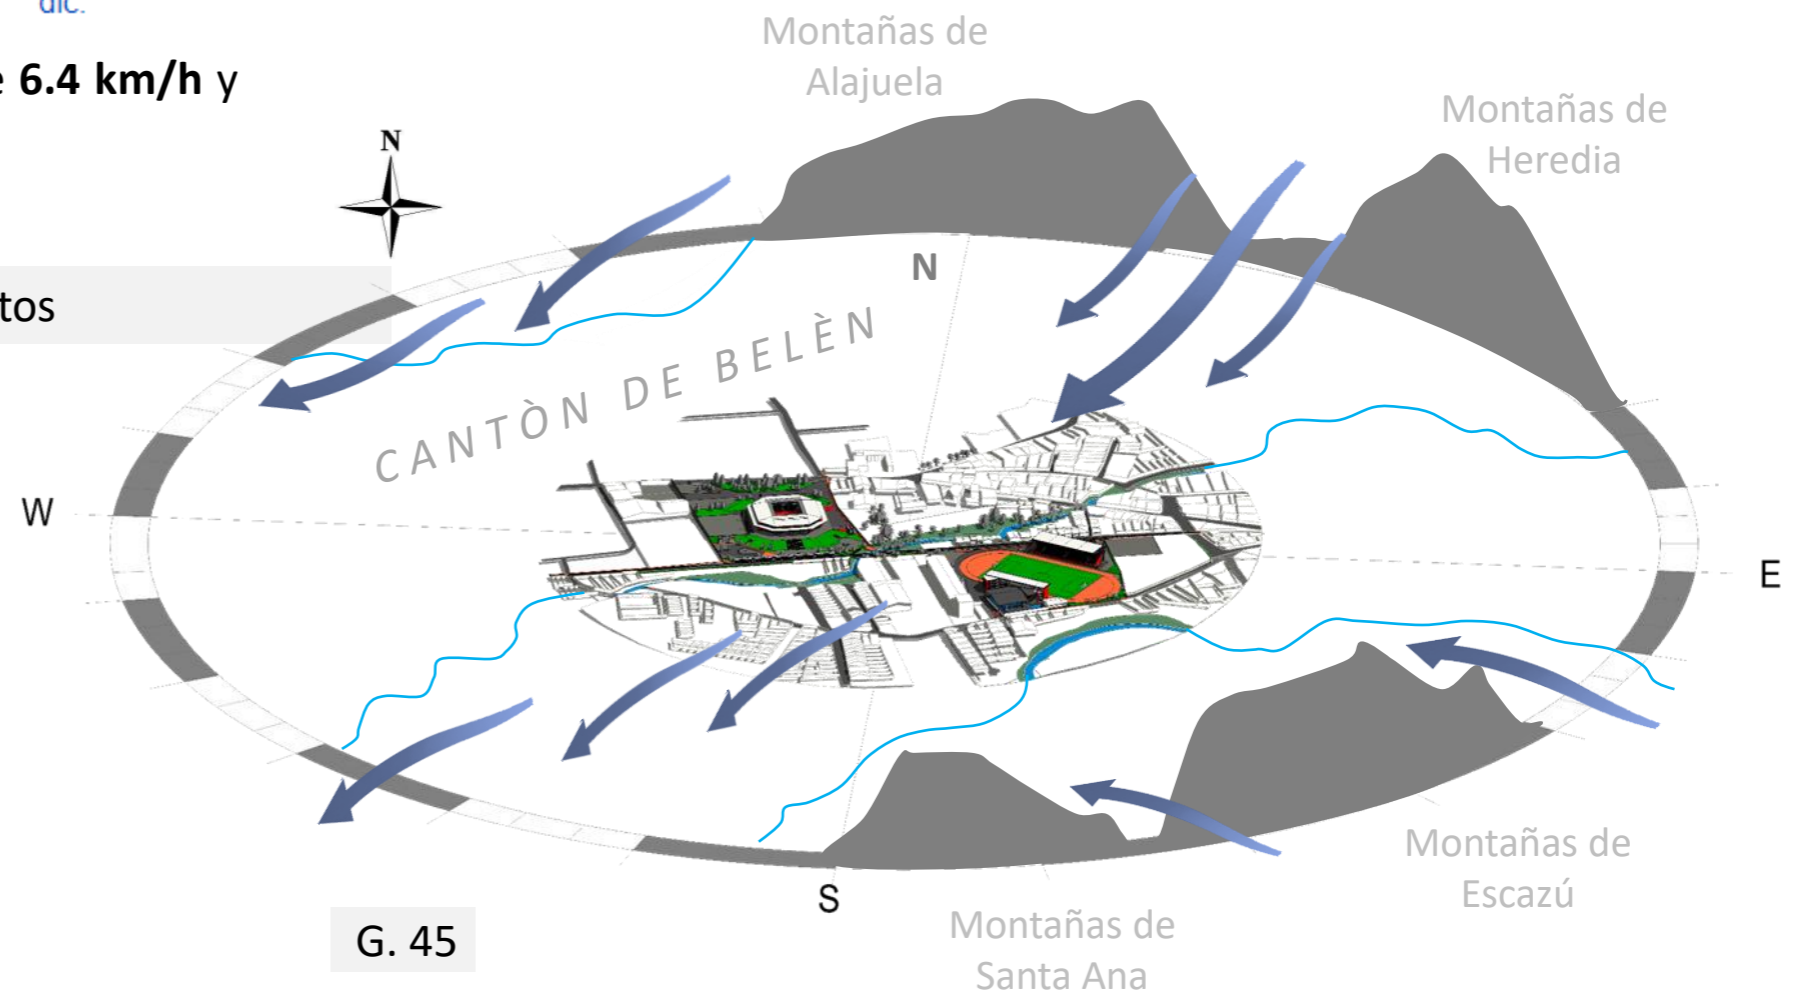 dic.
6.4 km/h y
tos
N
Montañas de
Alajuela
Montañas de
Heredia
N
CANTÒN DE BELÈN
W
E
S
Montañas de
Escazú
Montañas de
Santa Ana
G. 45